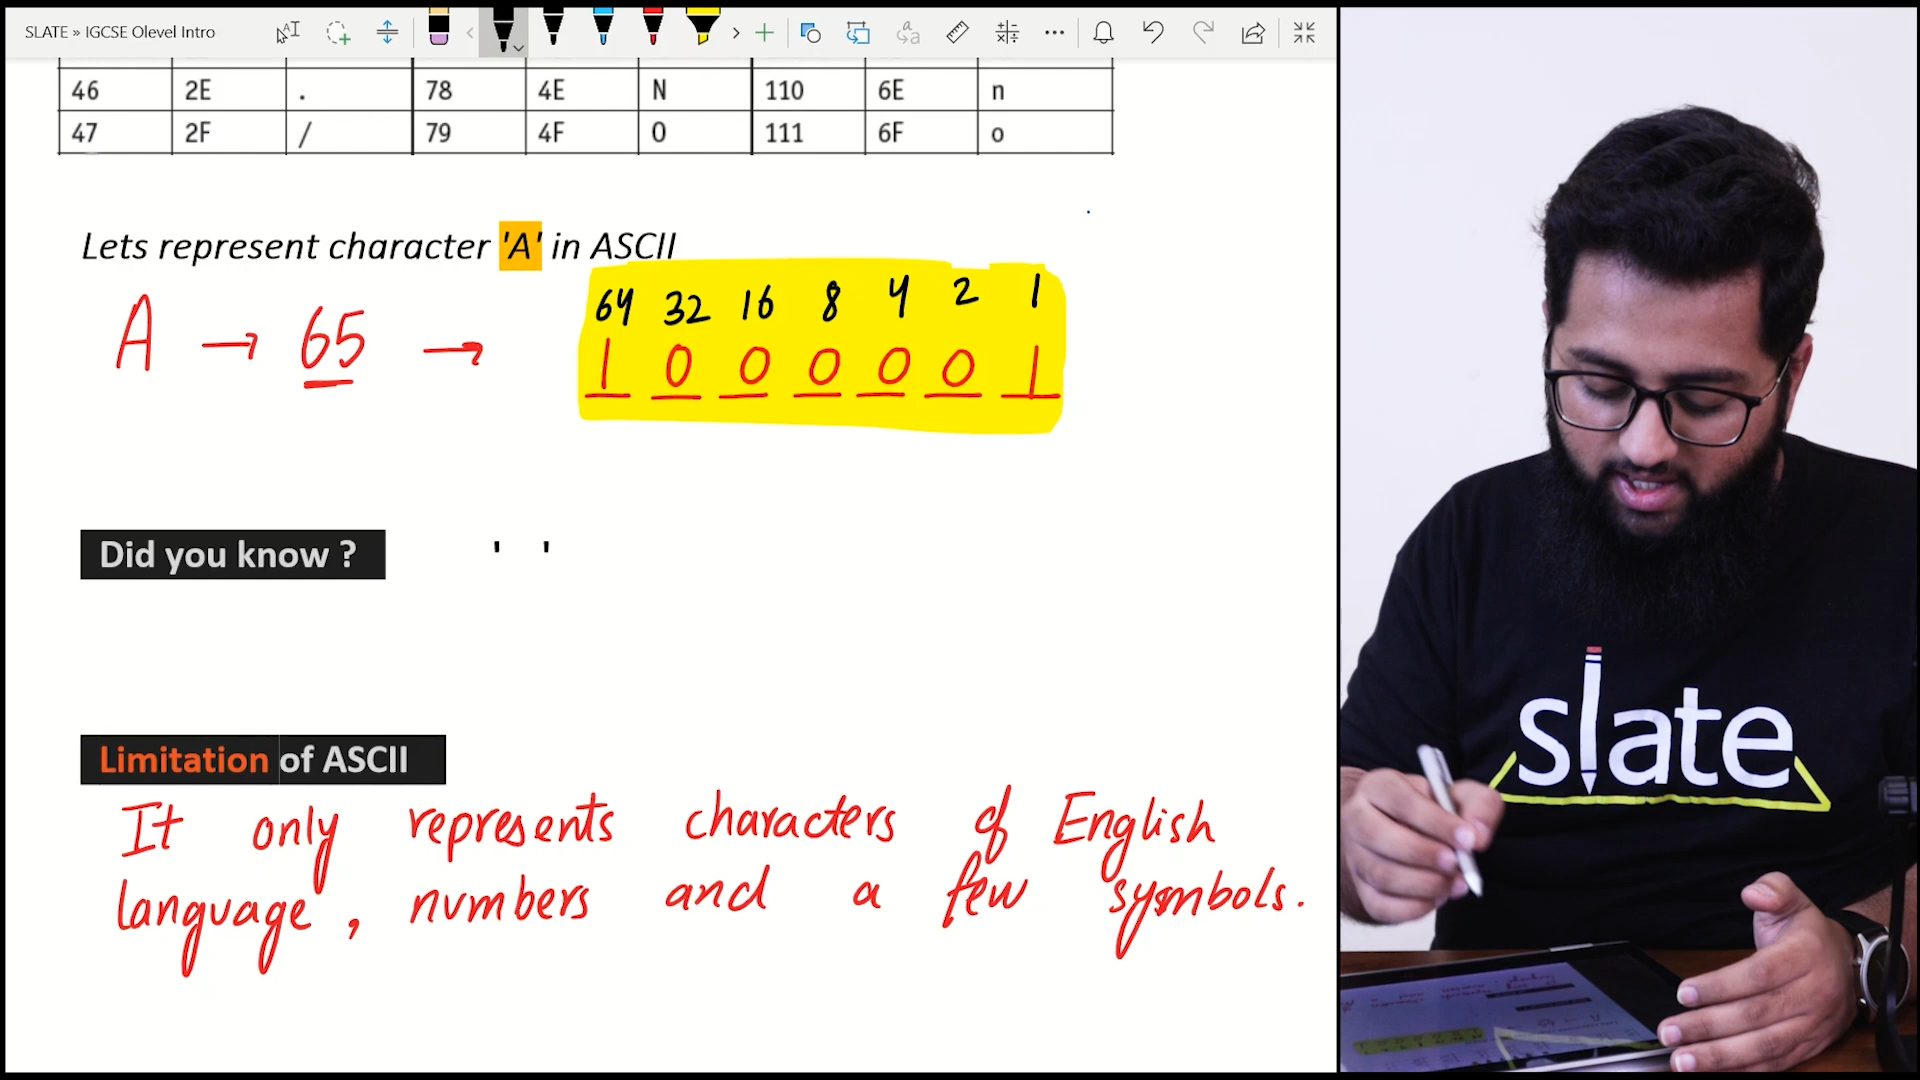 SLATE » IGCSE Olevel Intro
46 2E . 78 4E N 110 6E n
47 2F / 79 4F O 111 6F o
Lets represent character 'A' in ASCII
64 32 16 8 4 2 1
A → 65 → 1 0 0 0 0 0 1
Did you know ? ' '
Limitation of ASCII
It only represents characters of English
language, numbers and a few symbols.
slate